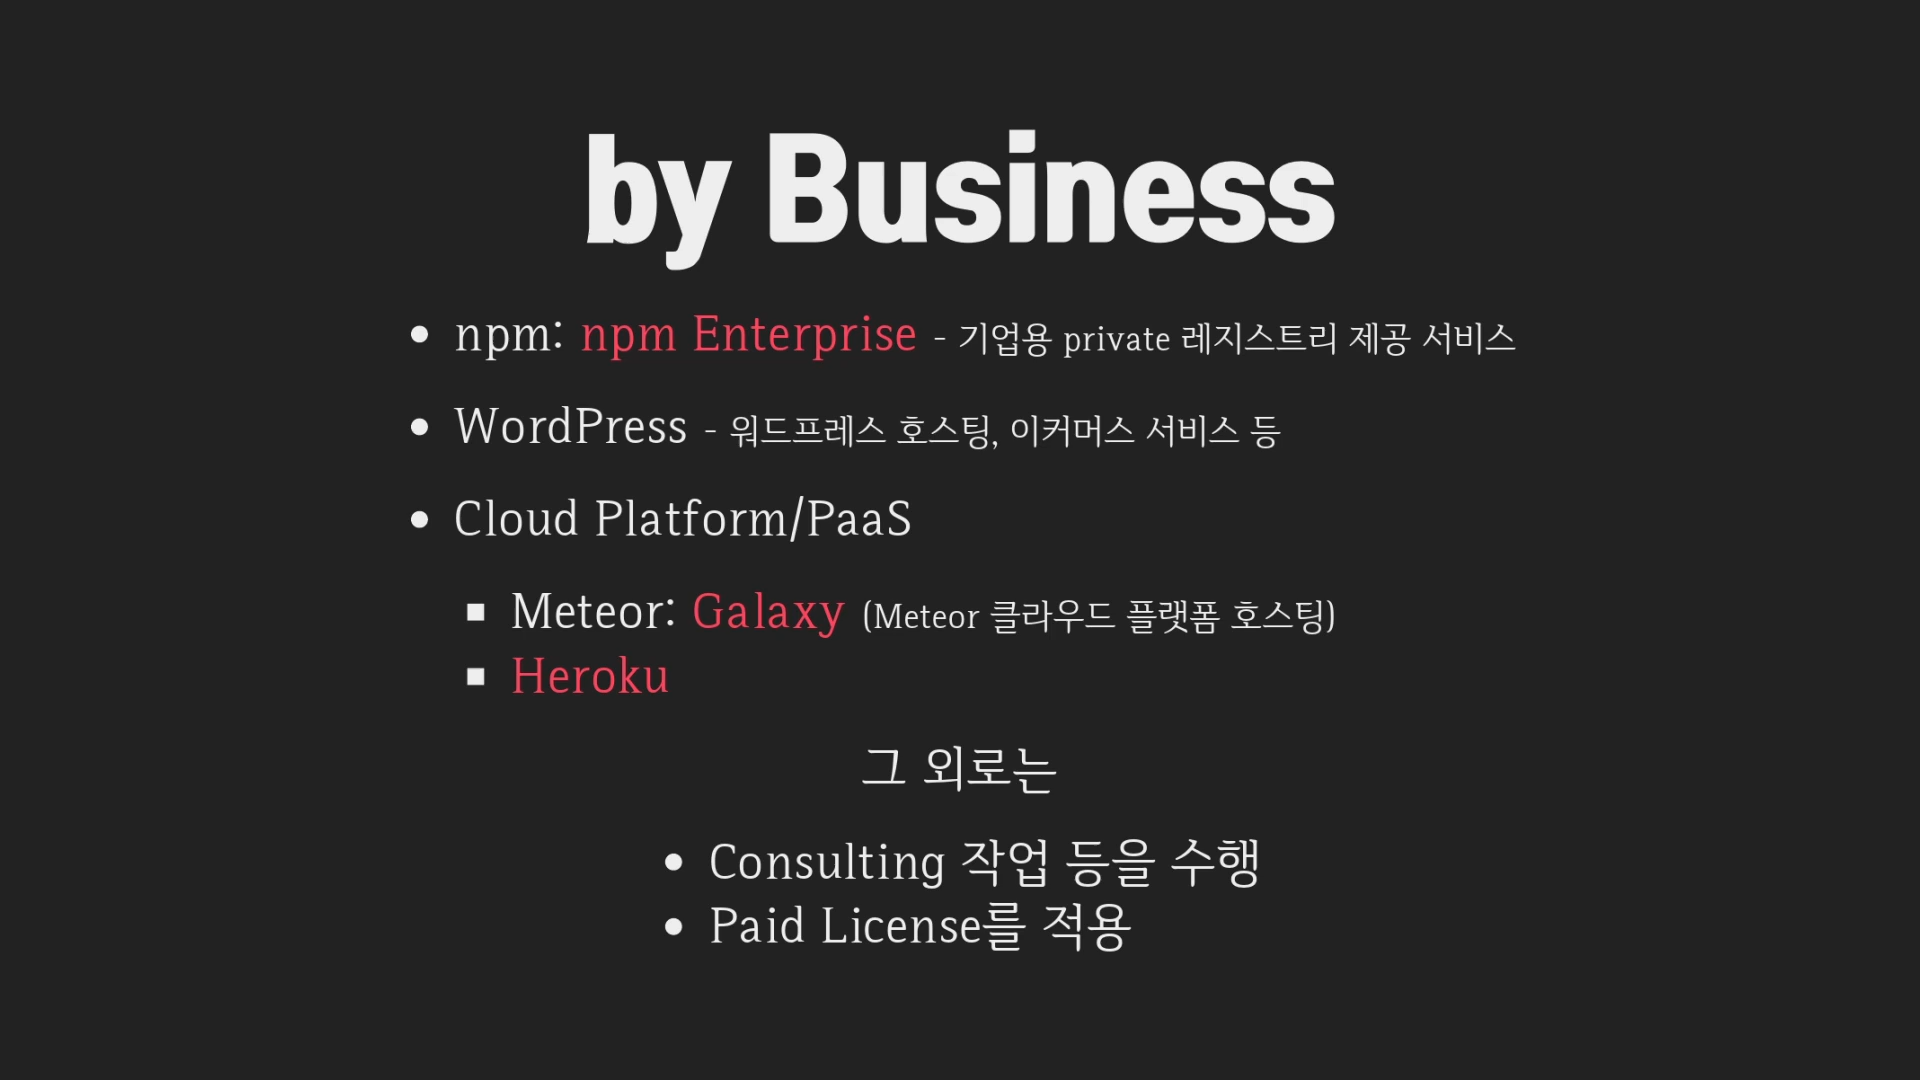 by Business
npm: npm Enterprise - 기업용 private 레지스트리 제공 서비스
WordPress - 워드프레스 호스팅, 이커머스 서비스 등
Cloud Platform/PaaS
Meteor: Galaxy (Meteor 클라우드 플랫폼 호스팅)
Heroku
그 외로는
Consulting 작업 등을 수행
Paid License를 적용